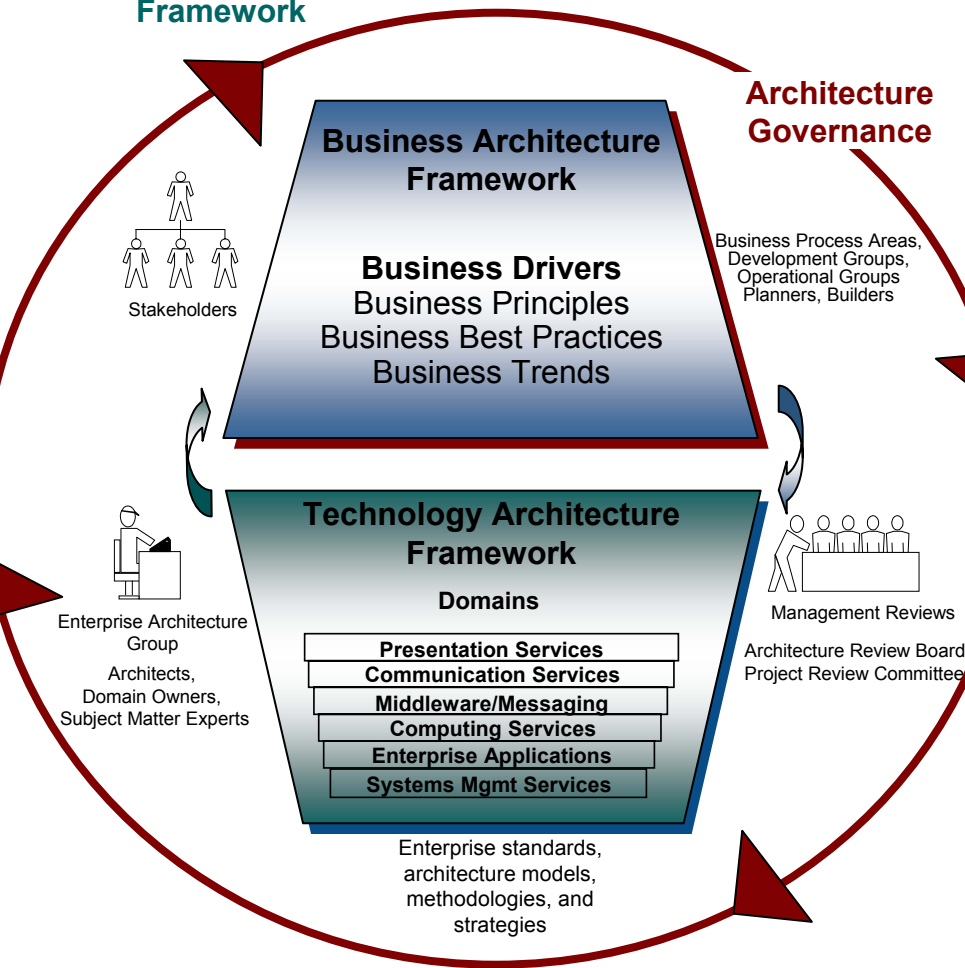 Framework
Architecture
Governance
Business Architecture
Framework
Business Drivers
Business Principles
Business Best Practices
Business Trends
Stakeholders
Business Process Areas,
Development Groups,
Operational Groups
Planners, Builders
Technology Architecture
Framework
Domains
Presentation Services
Communication Services
Middleware/Messaging
Computing Services
Enterprise Applications
Systems Mgmt Services
Enterprise Architecture
Group
Architects,
Domain Owners,
Subject Matter Experts
Management Reviews
Architecture Review Board
Project Review Committee
Enterprise standards,
architecture models,
methodologies, and
strategies